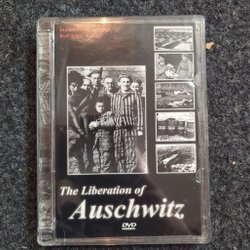 The Liberation of
Auschwitz
DVD